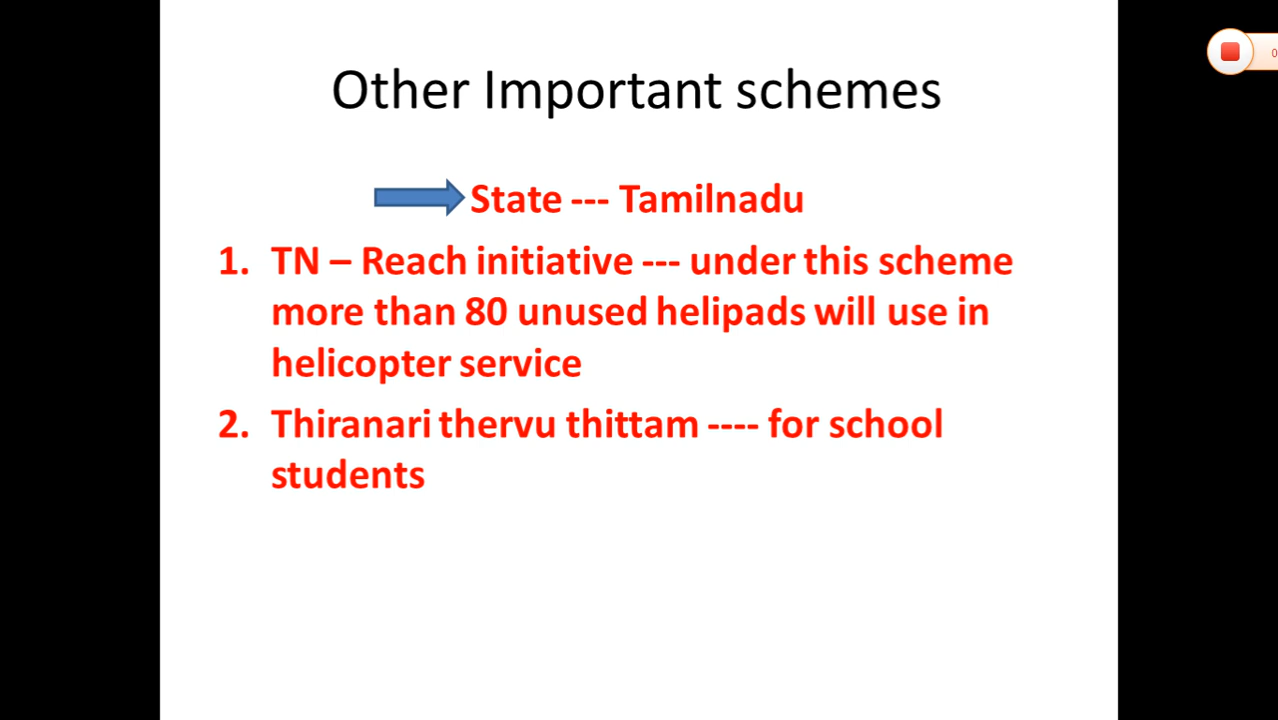 Other Important schemes
State --- Tamilnadu
1. TN – Reach initiative --- under this scheme
more than 80 unused helipads will use in
helicopter service
2. Thiranari thervu thittam ---- for school
students
0